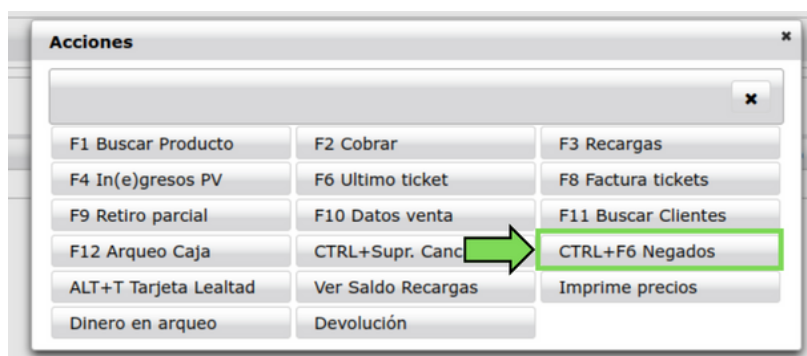 Acciones
F1 Buscar Producto
F2 Cobrar
F3 Recargas
F4 In(e)gresos PV
F6 Ultimo ticket
F8 Factura tickets
F9 Retiro parcial
F10 Datos venta
F11 Buscar Clientes
F12 Arqueo Caja
CTRL+Supr. Canc
CTRL+F6 Negados
ALT+T Tarjeta Lealtad
Ver Saldo Recargas
Imprime precios
Dinero en arqueo
Devolución